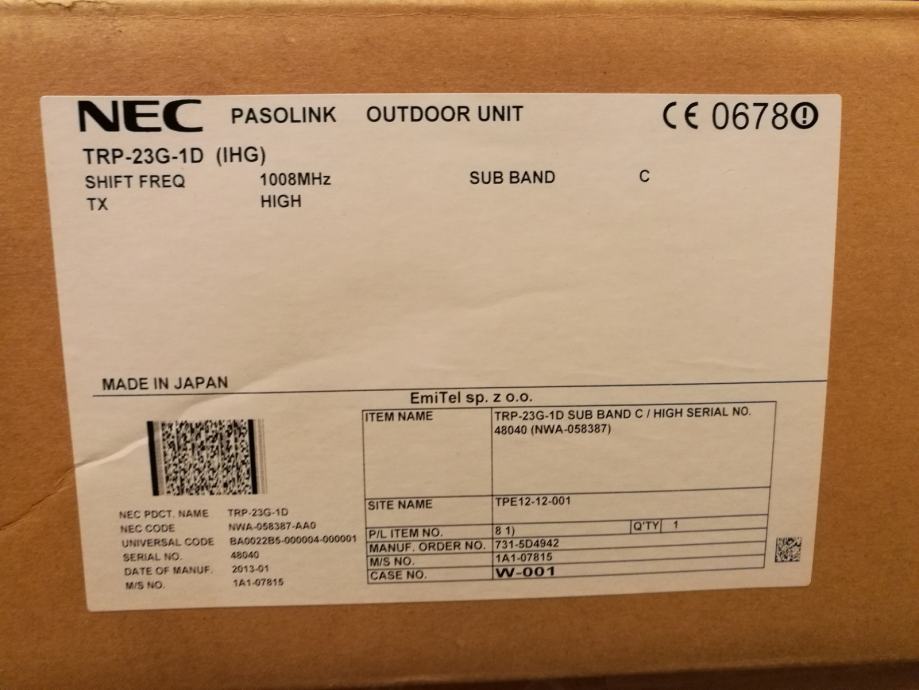 NEC PASOLINK OUTDOOR UNIT CE 0678
TRP-23G-1D (IHG)
SHIFT FREQ 1008MHz SUB BAND C
TX HIGH
MADE IN JAPAN
EmiTel sp. z o.o.
ITEM NAME TRP-23G-1D SUB BAND C / HIGH SERIAL NO.
48040 (NWA-058387)
SITE NAME TPE12-12-001
P/L ITEM NO. 8 1) Q'TY 1
MANUF. ORDER NO. 731-5D4942
M/S NO. 1A1-07815
CASE NO. W-001
NEC PDCT. NAME TRP-23G-1D
NEC CODE NWA-058387-AA0
UNIVERSAL CODE BA0022B5-000004-000001
SERIAL NO. 48040
DATE OF MANUF. 2013-01
M/S NO. 1A1-07815